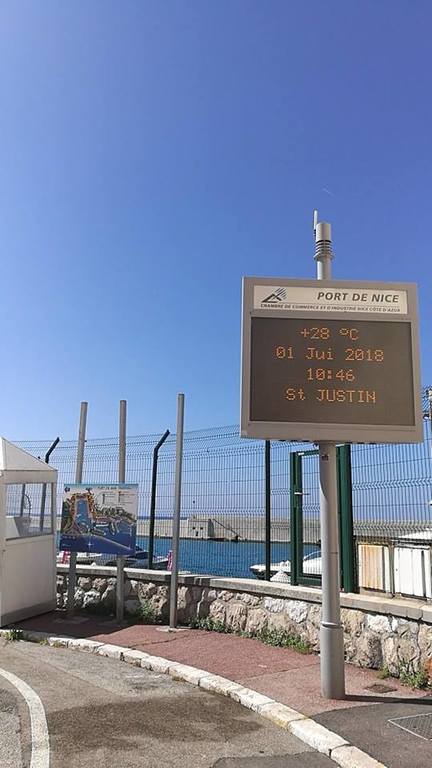 PORT DE NICE
CHAMBRE DE COMMERCE ET D'INDUSTRIE NICE CÔTE D'AZUR
+28 ºC
01 Jui 2018
10:46
St JUSTIN